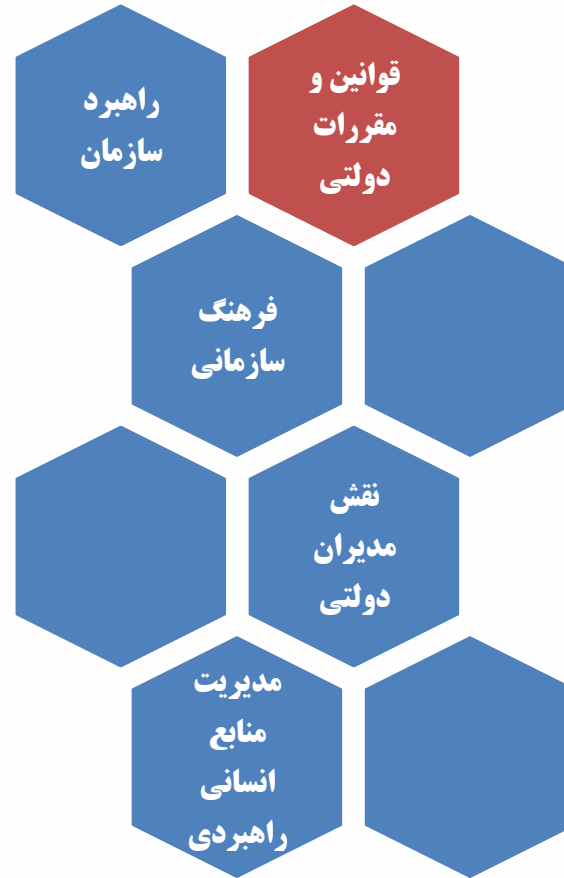 قوانین و
مقررات
دولتی
راهبرد
سازمان
فرهنگ
سازمانی
نقش
مدیران
دولتی
مدیریت
منابع
انسانی
راهبردی